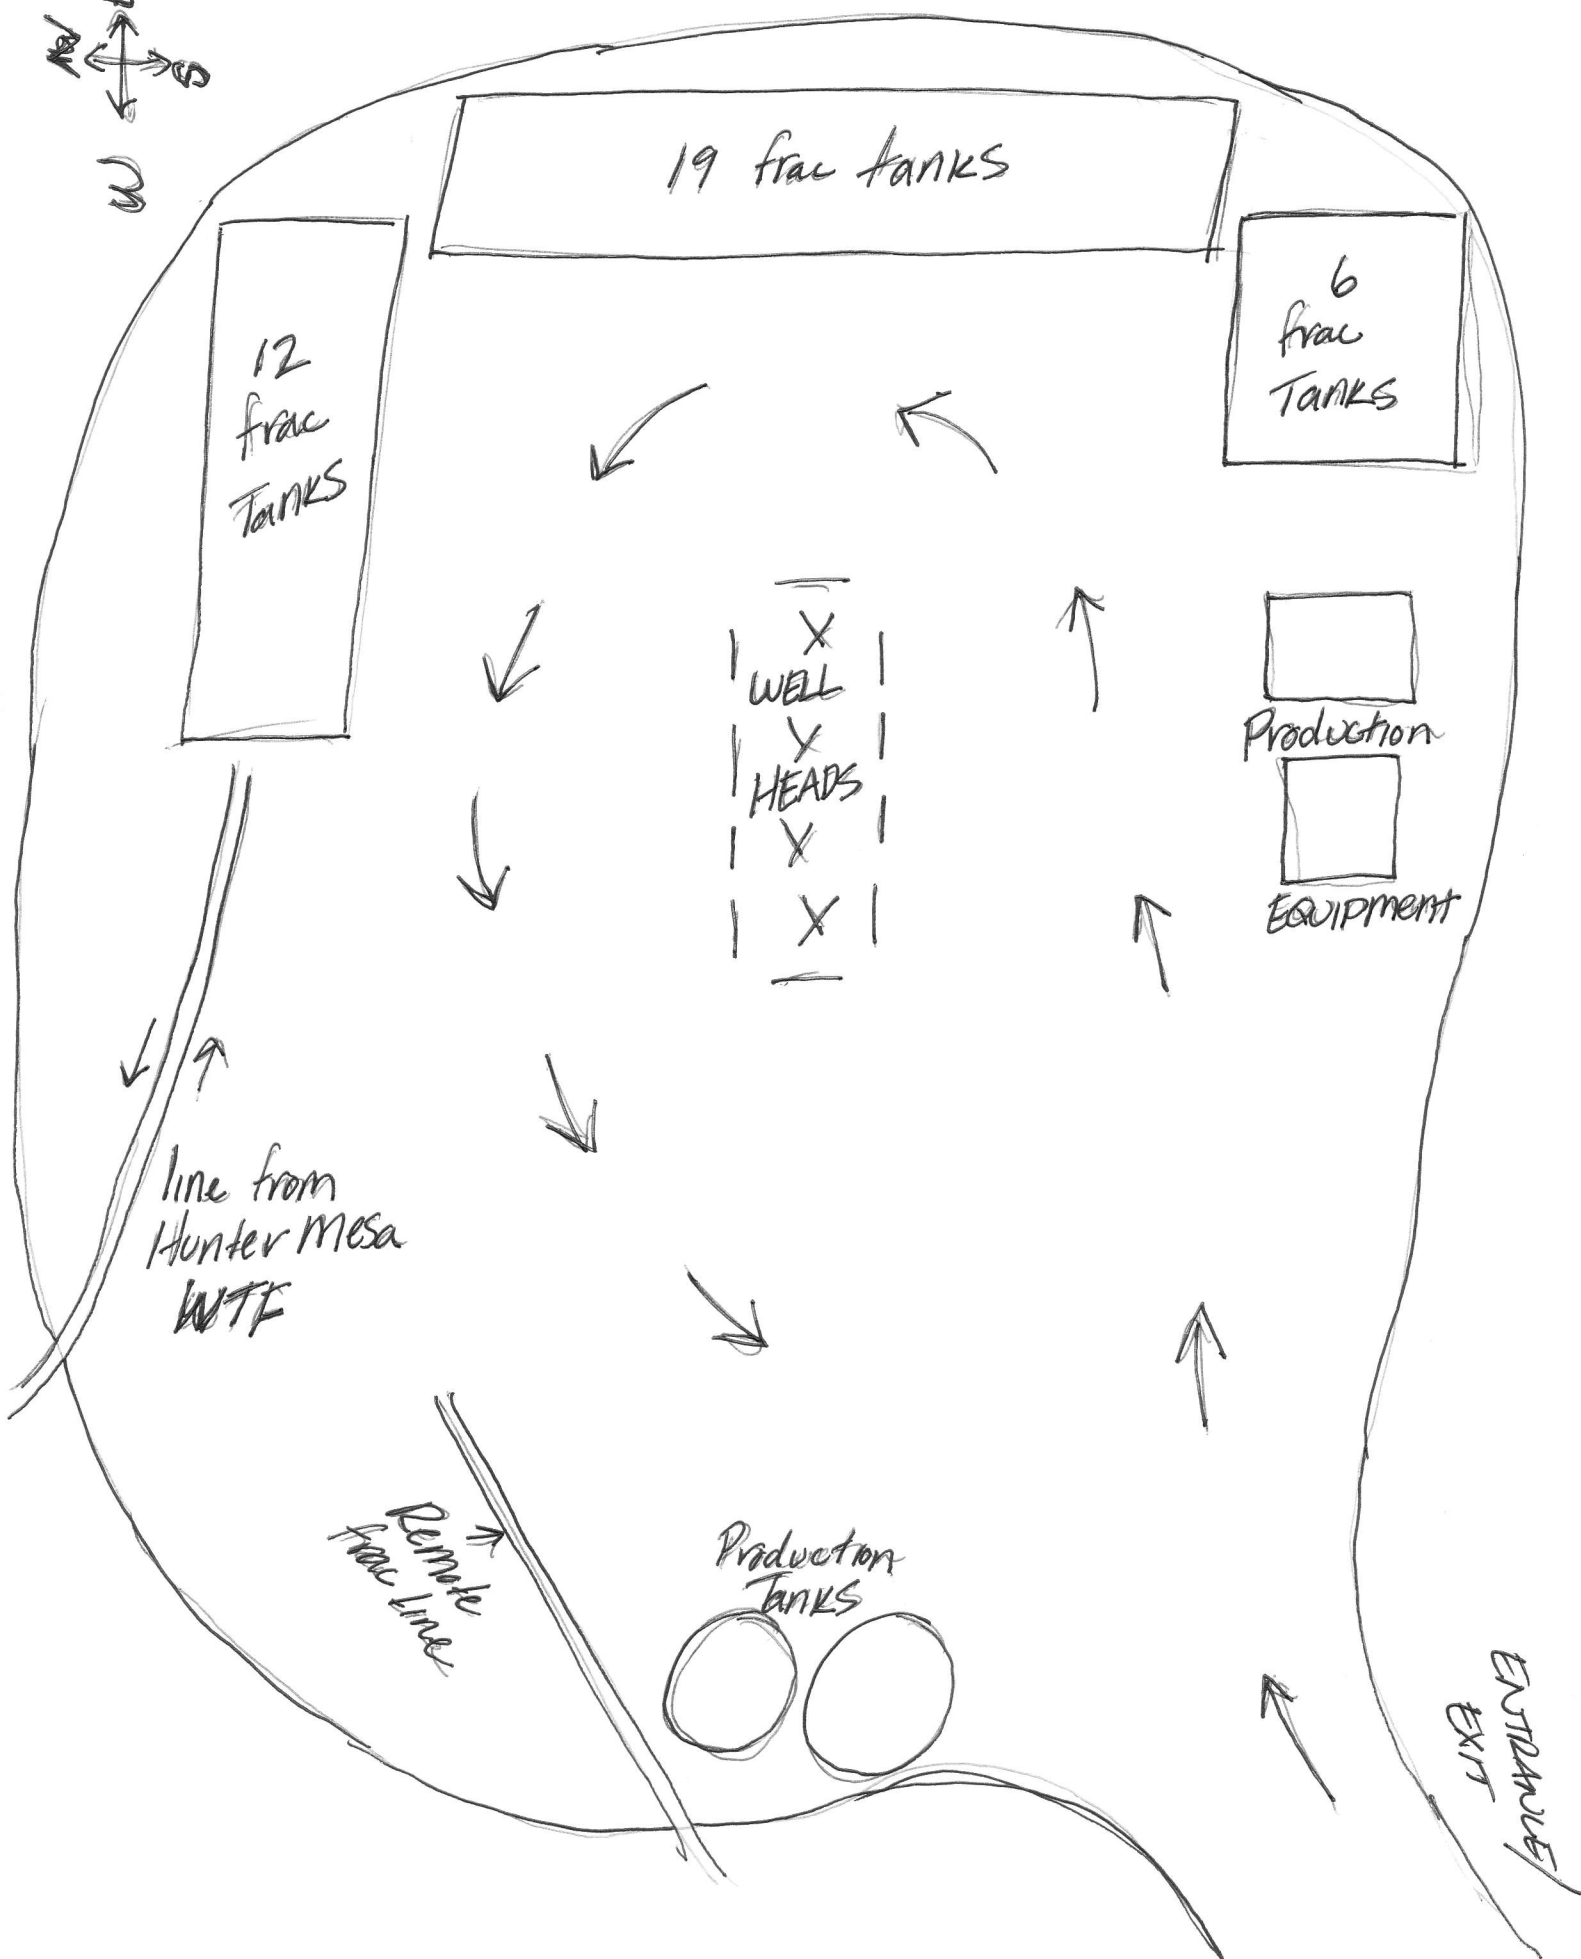 N
S
W
19 frac tanks
12
frac
Tanks
6
frac
Tanks
X
WELL
X
HEADS
X
X
Production
EQUIPMENT
line from
Hunter Mesa
WTF
Remote
frac Line
Production
Tanks
ENTRANCE/
EXIT